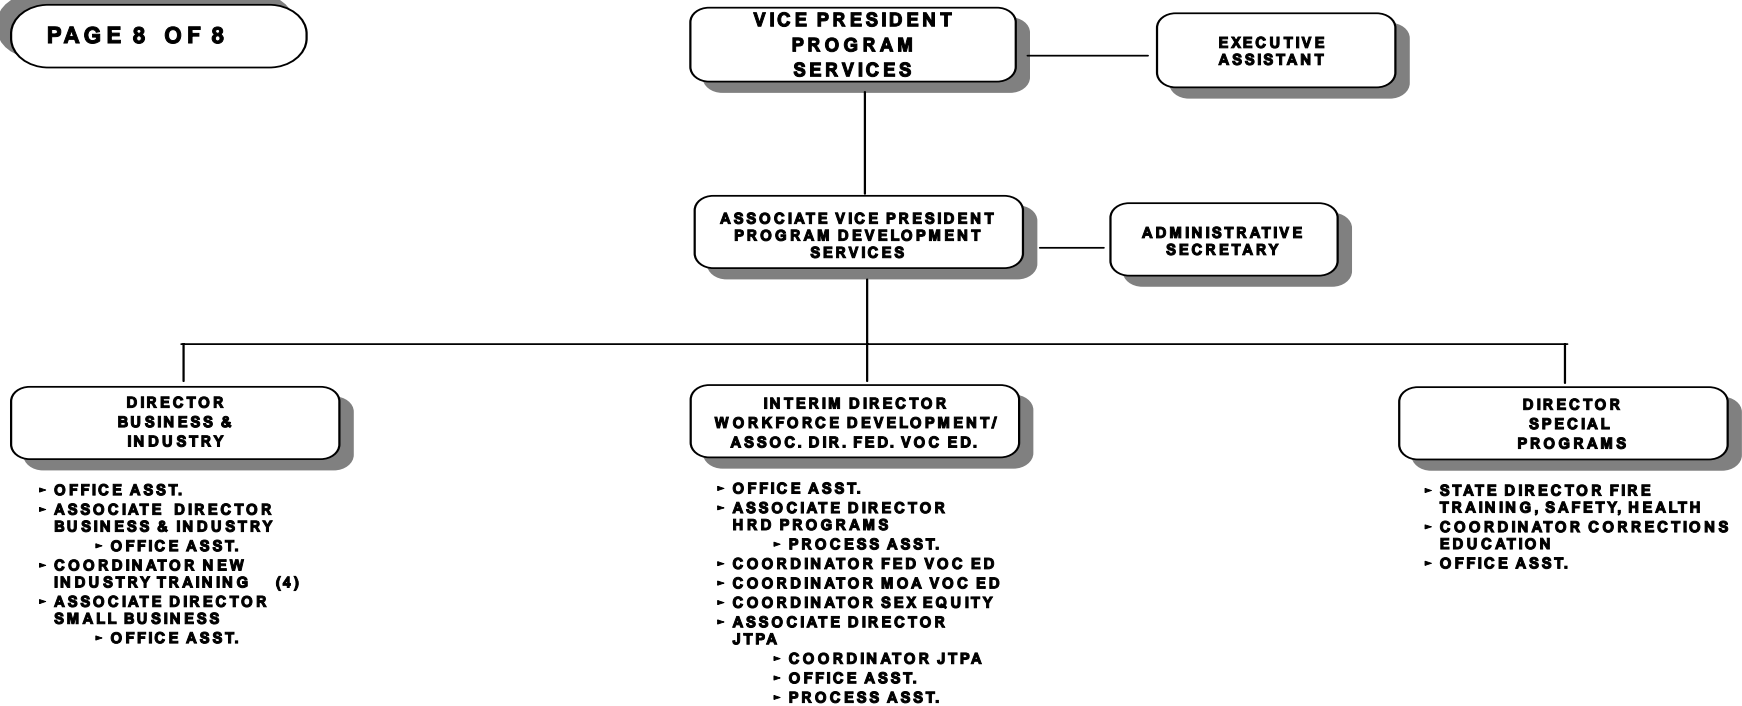 PAGE 8 OF 8
VICE PRESIDENT
PROGRAM
SERVICES
EXECUTIVE
ASSISTANT
ASSOCIATE VICE PRESIDENT
PROGRAM DEVELOPMENT
SERVICES
ADMINISTRATIVE
SECRETARY
DIRECTOR
BUSINESS &
INDUSTRY
► OFFICE ASST.
► ASSOCIATE DIRECTOR
BUSINESS & INDUSTRY
► OFFICE ASST.
► COORDINATOR NEW
INDUSTRY TRAINING (4)
► ASSOCIATE DIRECTOR
SMALL BUSINESS
► OFFICE ASST.
INTERIM DIRECTOR
WORKFORCE DEVELOPMENT/
ASSOC. DIR. FED. VOC ED.
► OFFICE ASST.
► ASSOCIATE DIRECTOR
HRD PROGRAMS
► PROCESS ASST.
► COORDINATOR FED VOC ED
► COORDINATOR MOA VOC ED
► COORDINATOR SEX EQUITY
► ASSOCIATE DIRECTOR
JTPA
► COORDINATOR JTPA
► OFFICE ASST.
► PROCESS ASST.
DIRECTOR
SPECIAL
PROGRAMS
► STATE DIRECTOR FIRE
TRAINING, SAFETY, HEALTH
► COORDINATOR CORRECTIONS
EDUCATION
► OFFICE ASST.